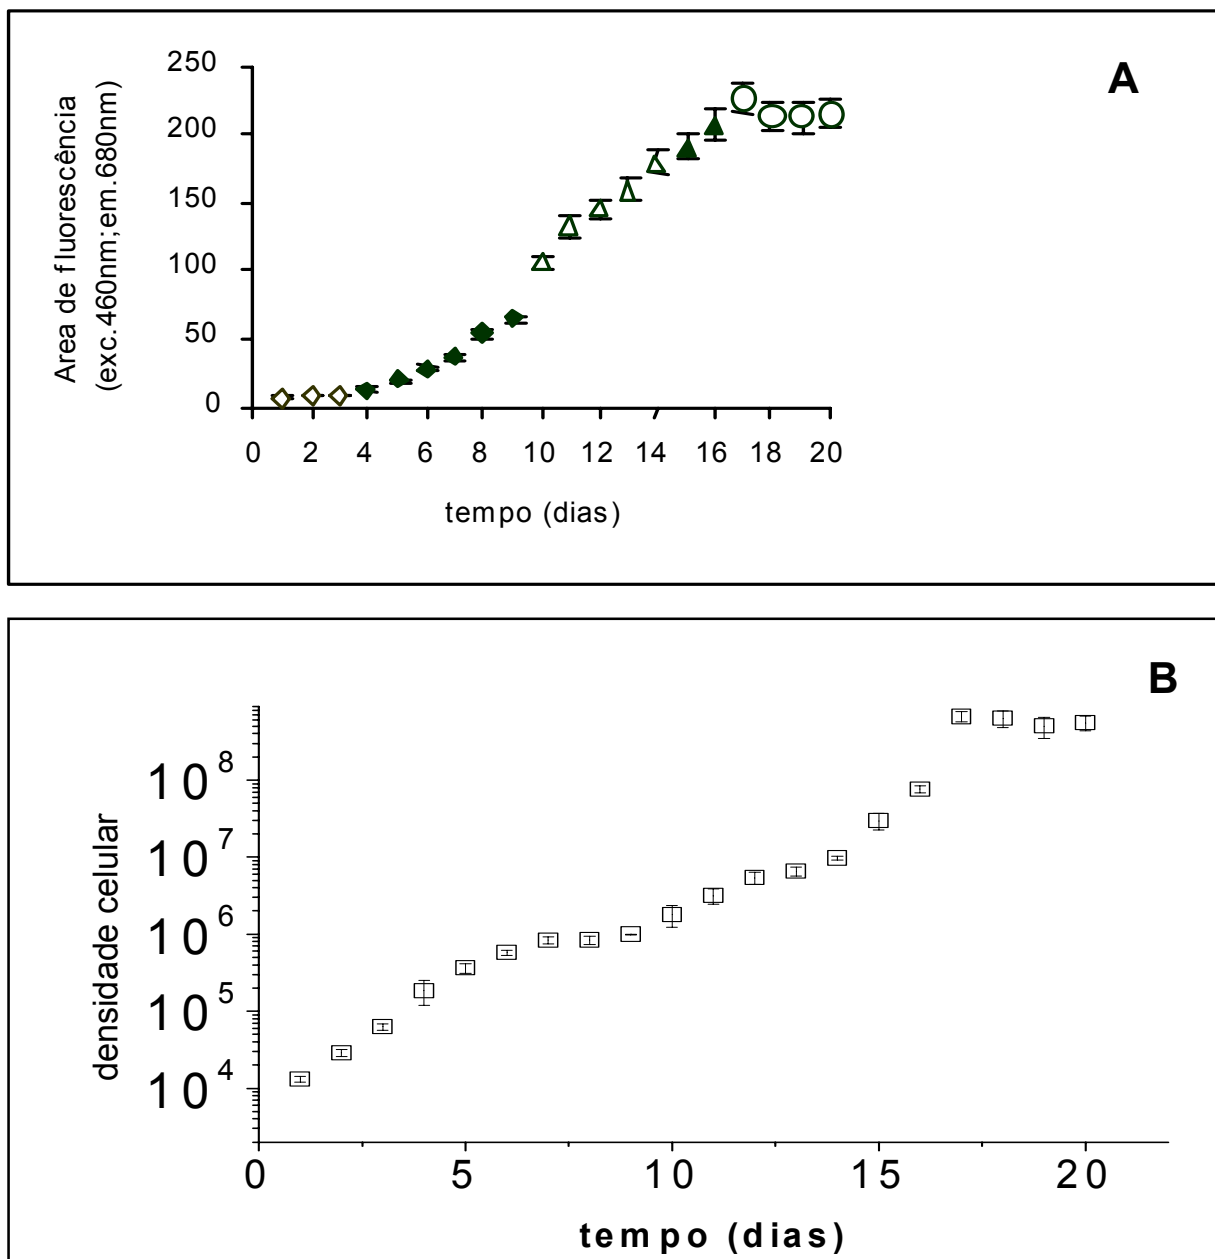 A
250
200
150
100
50
0
Area de fluorescência
(exc.460nm;em.680nm)
0 2 4 6 8 10 12 14 16 18 20
tempo (dias)
B
10^8
10^7
10^6
10^5
10^4
densidade celular
0 5 10 15 20
tempo (dias)